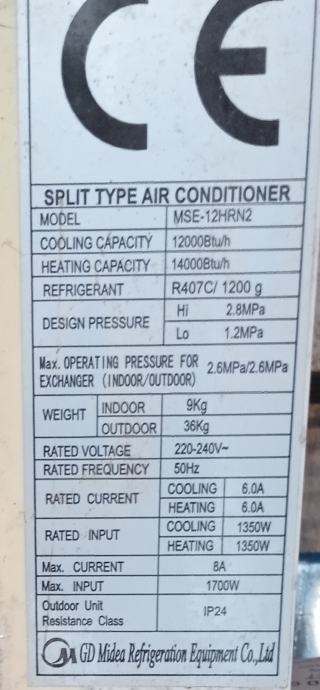 CE
SPLIT TYPE AIR CONDITIONER
MODEL MSE-12HRN2
COOLING CAPACITY 12000Btu/h
HEATING CAPACITY 14000Btu/h
REFRIGERANT R407C/ 1200 g
DESIGN PRESSURE Hi 2.8MPa
Lo 1.2MPa
Max. OPERATING PRESSURE FOR EXCHANGER (INDOOR/OUTDOOR) 2.6MPa/2.6MPa
WEIGHT INDOOR 9Kg
OUTDOOR 36Kg
RATED VOLTAGE 220-240V~
RATED FREQUENCY 50Hz
RATED CURRENT COOLING 6.0A
HEATING 6.0A
RATED INPUT COOLING 1350W
HEATING 1350W
Max. CURRENT 8A
Max. INPUT 1700W
Outdoor Unit Resistance Class IP24
GD Midea Refrigeration Equipment Co.,Ltd